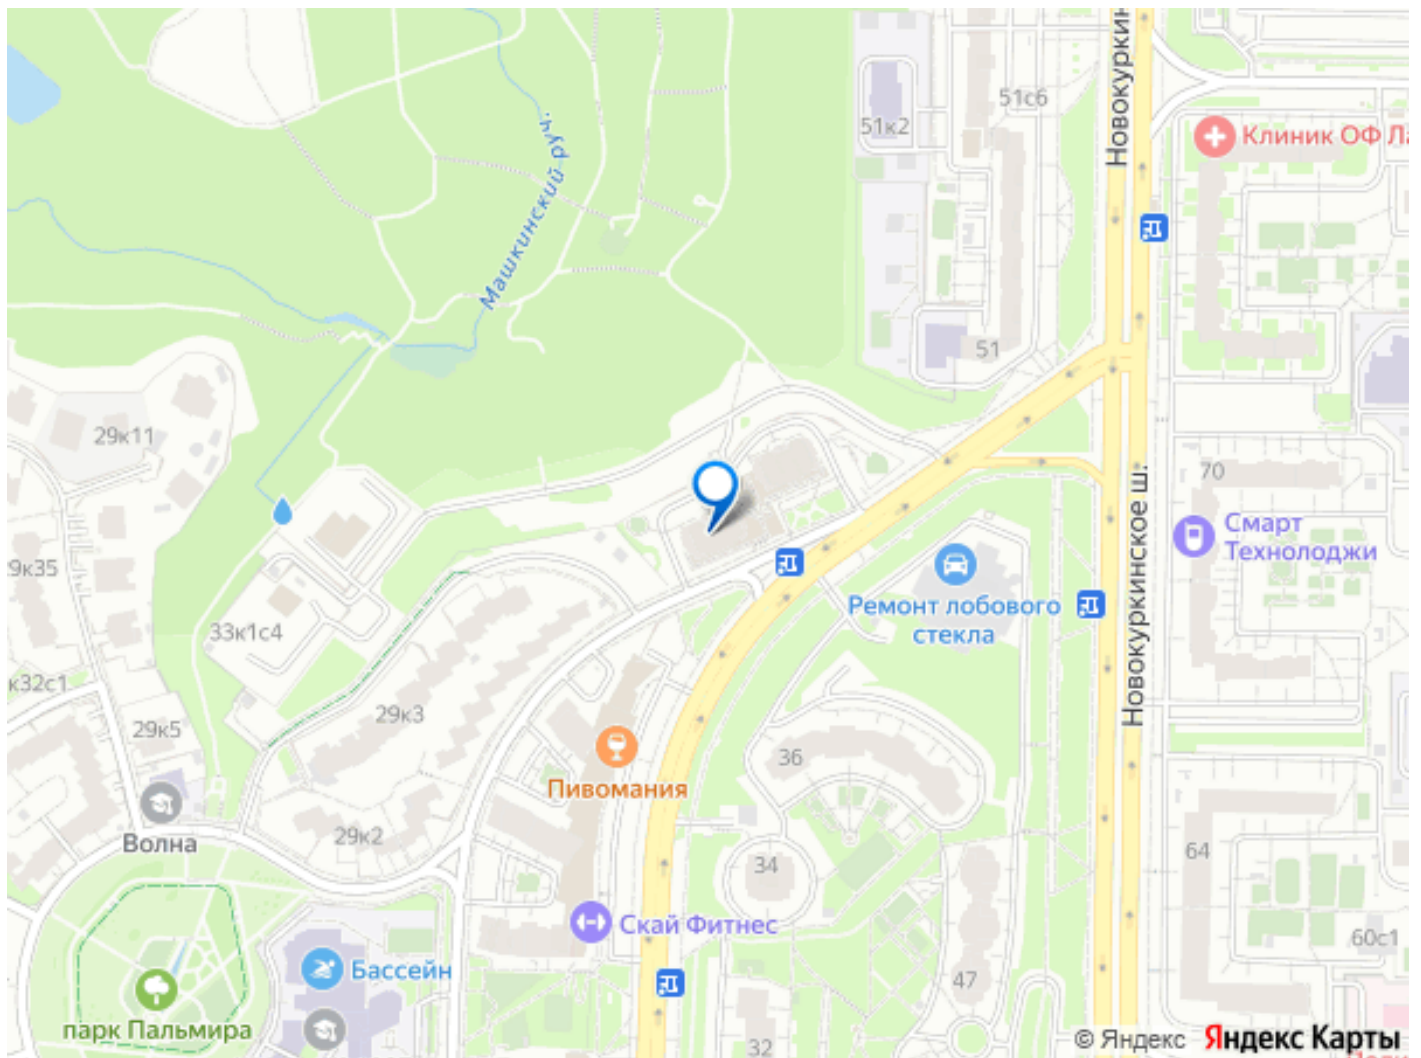 Новокуркин
51с6
51к2
Клиник ОФ Ла
Машкинский руч.
51
29к11
70
Новокуркинское ш.
Смарт
Технолоджи
9к35
Ремонт лобового
стекла
33к1с4
к32с1
29к3
29к5
36
Пивомания
Волна
29к2
34
64
Скай Фитнес
60с1
Бассейн
47
парк Пальмира
32
© Яндекс Яндекс Карты